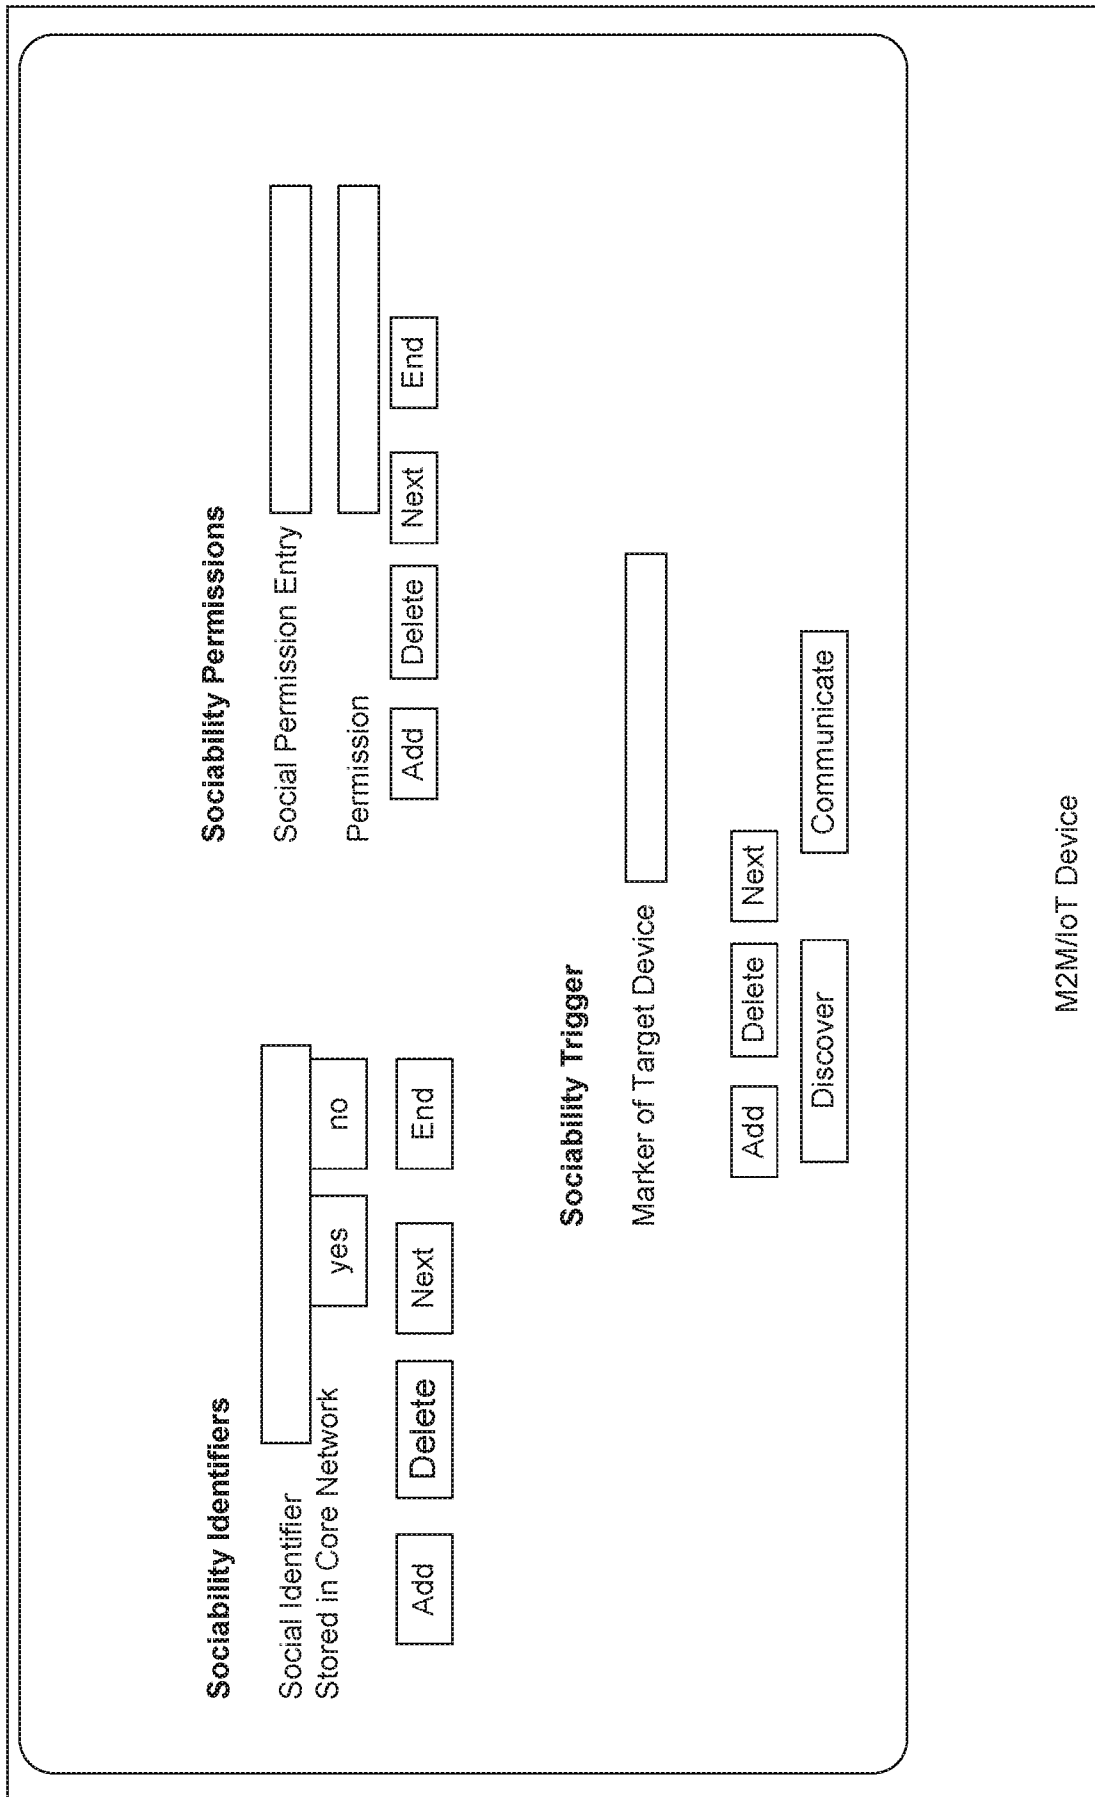 Sociability Identifiers
Social Identifier
Stored in Core Network
yes no
Add Delete Next End
Sociability Permissions
Social Permission Entry
Permission
Add Delete Next End
Sociability Trigger
Marker of Target Device
Add Delete Next
Discover Communicate
M2M/IoT Device